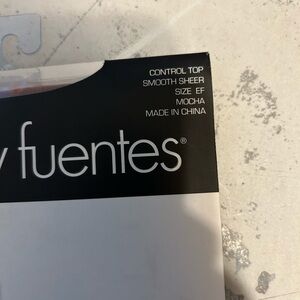 CONTROL TOP
SMOOTH SHEER
SIZE EF
MOCHA
MADE IN CHINA
y fuentes®